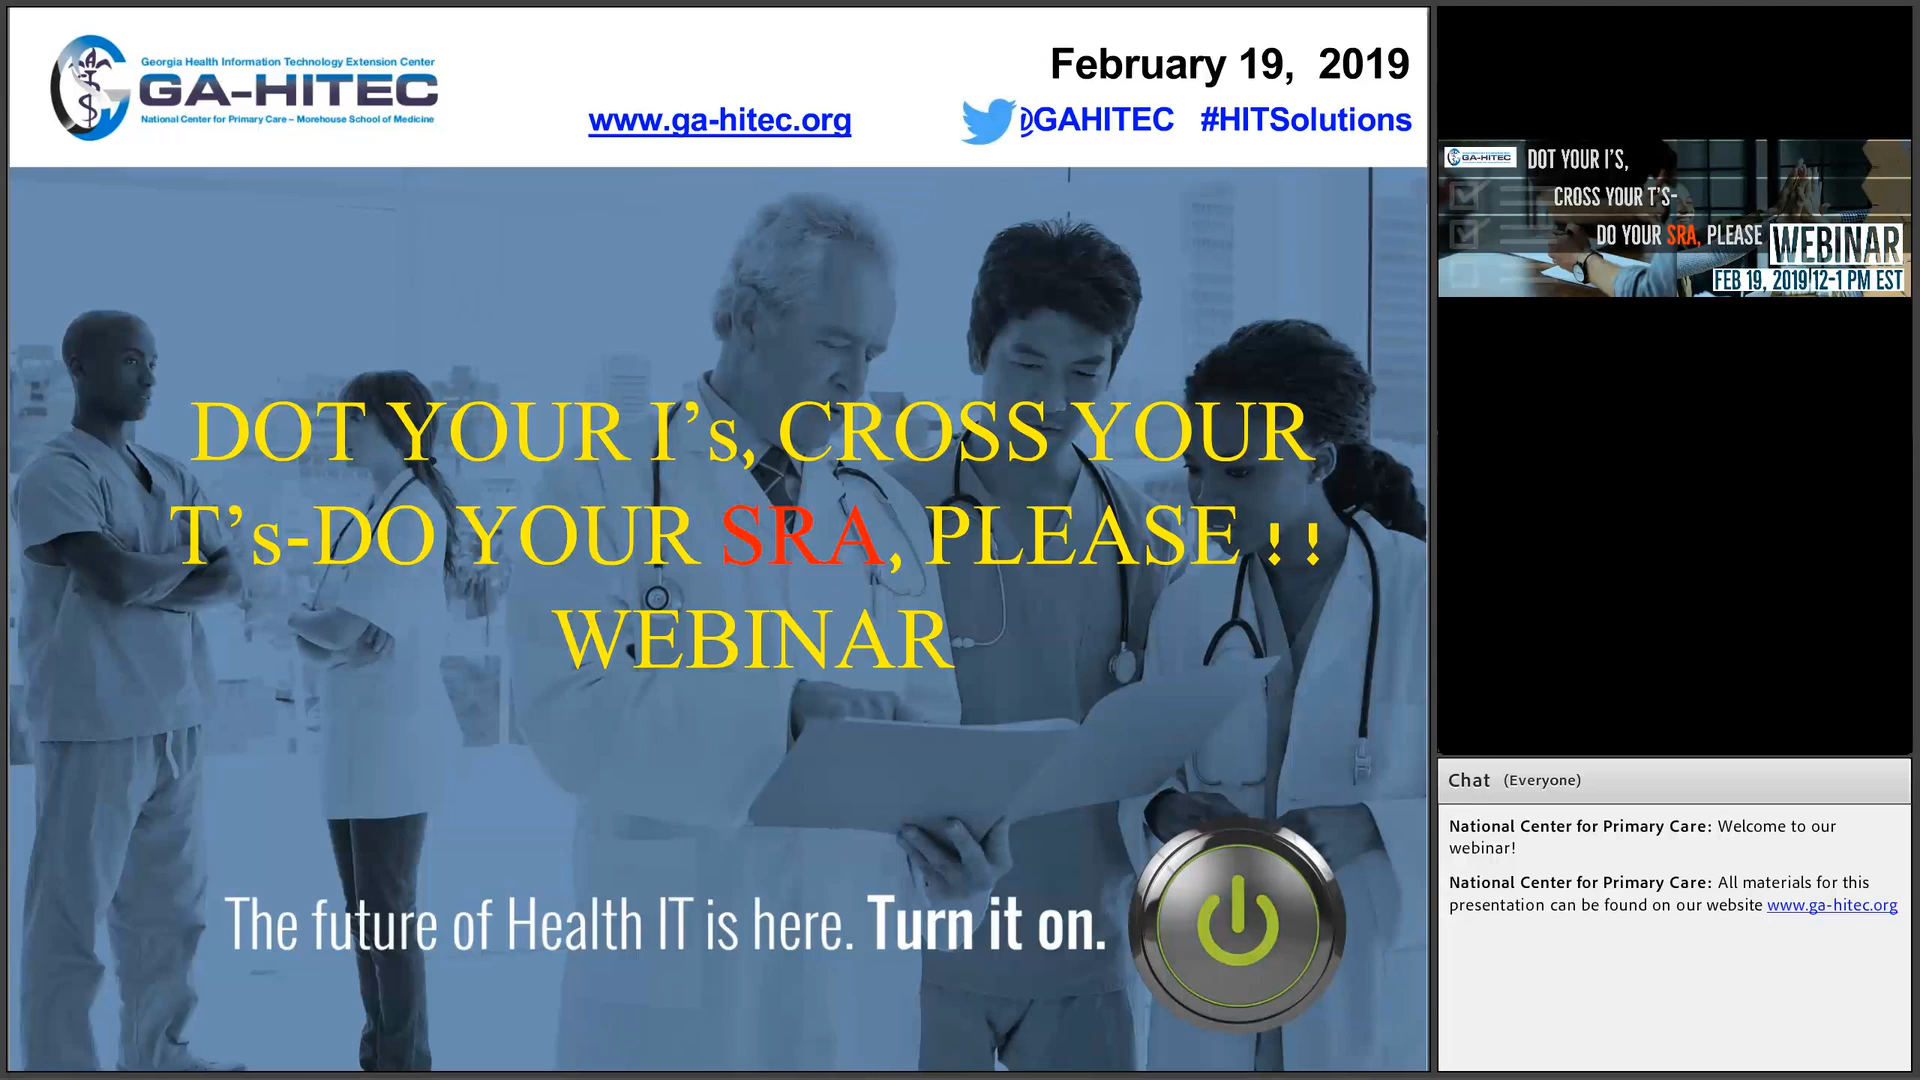 Georgia Health Information Technology Extension Center
GA-HITEC
National Center for Primary Care – Morehouse School of Medicine
February 19, 2019
www.ga-hitec.org
@GAHITEC #HITSolutions
DOT YOUR I’s, CROSS YOUR
T’s-DO YOUR SRA, PLEASE !!
WEBINAR
The future of Health IT is here. Turn it on.
GA-HITEC
DOT YOUR I'S,
CROSS YOUR T'S-
DO YOUR SRA, PLEASE
WEBINAR
FEB 19, 2019 12-1 PM EST
Chat (Everyone)
National Center for Primary Care: Welcome to our
webinar!
National Center for Primary Care: All materials for this
presentation can be found on our website www.ga-hitec.org